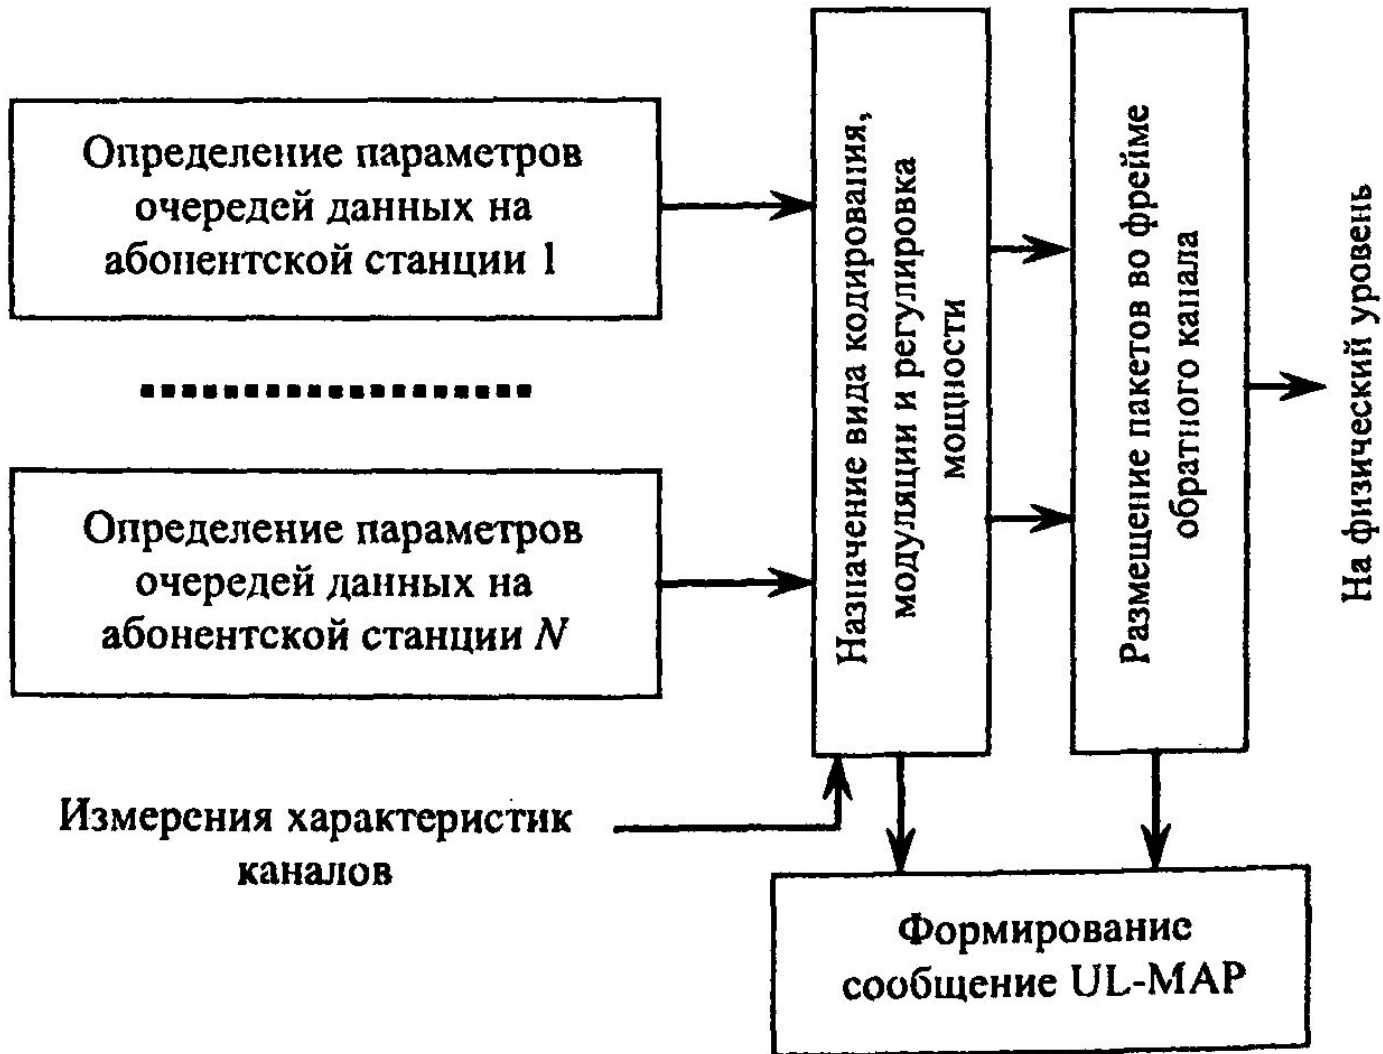 Определение параметров
очередей данных на
абонентской станции 1
Определение параметров
очередей данных на
абонентской станции N
Измерения характеристик
каналов
Назначение вида кодирования,
модуляции и регулировка
мощности
Размещение пакетов во фрейме
обратного канала
На физический уровень
Формирование
сообщение UL-MAP